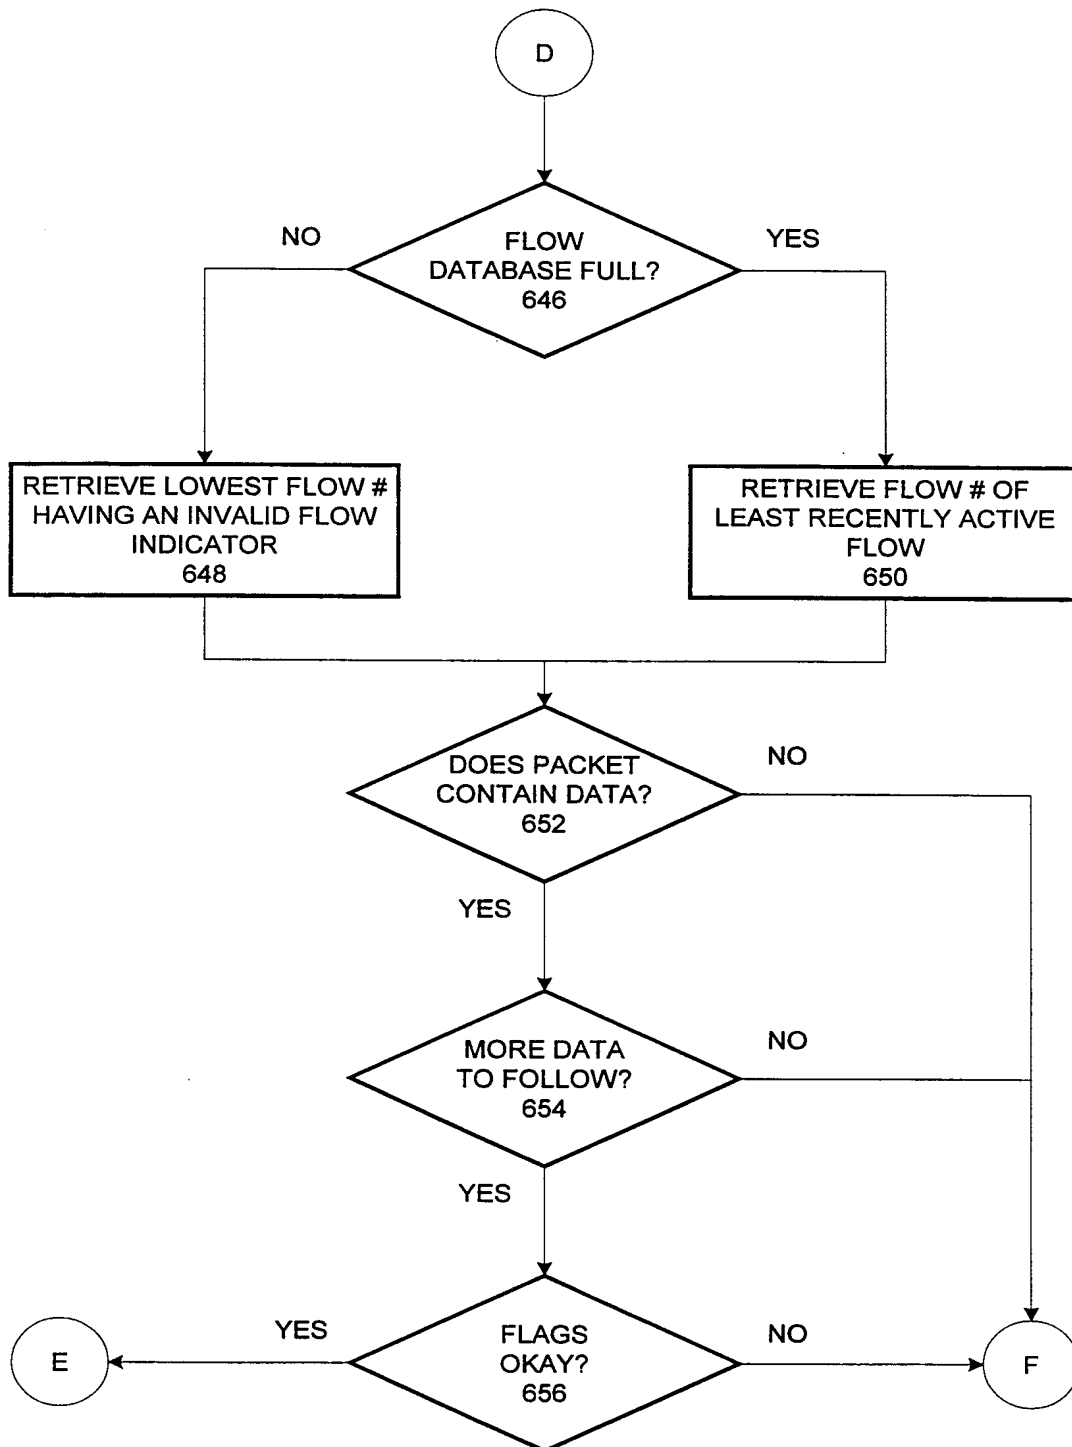 D
NO
YES
FLOW
DATABASE FULL?
646
RETRIEVE LOWEST FLOW #
HAVING AN INVALID FLOW
INDICATOR
648
RETRIEVE FLOW # OF
LEAST RECENTLY ACTIVE
FLOW
650
DOES PACKET
CONTAIN DATA?
652
NO
YES
MORE DATA
TO FOLLOW?
654
NO
YES
FLAGS
OKAY?
656
YES
NO
E
F